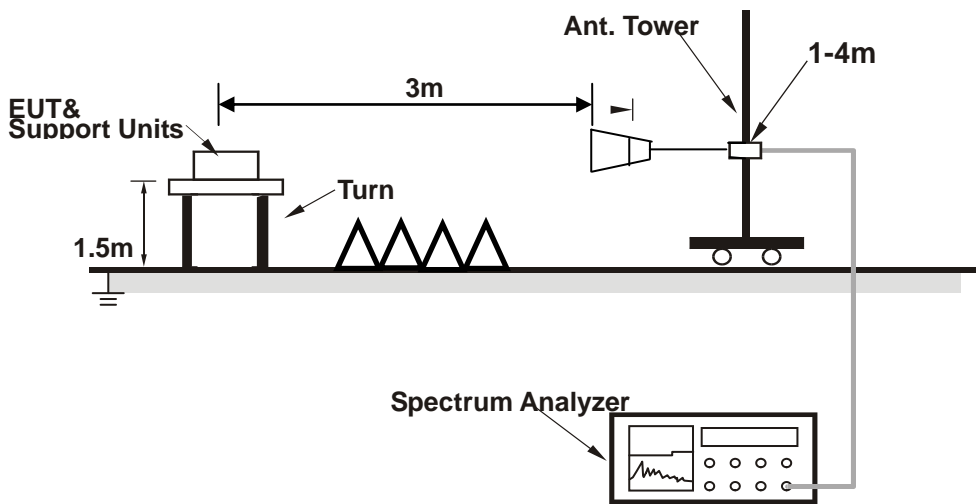 Ant. Tower
1-4m
3m
EUT&
Support Units
Turn
1.5m
Spectrum Analyzer